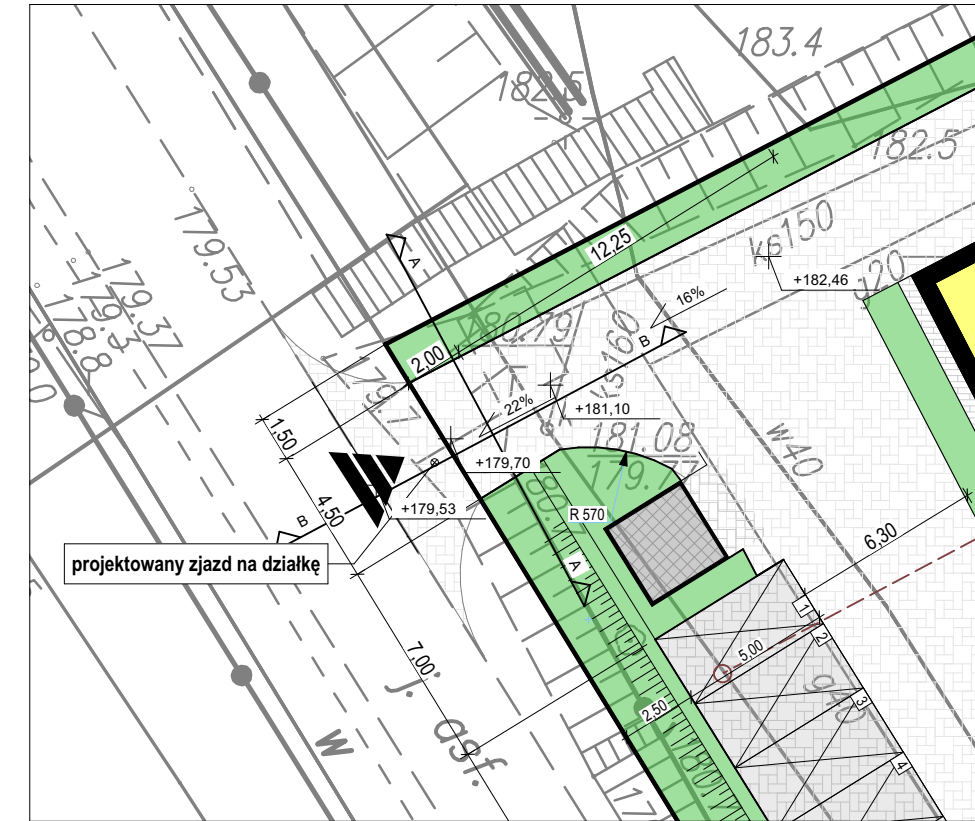 183.4
182.5
182.5
179.53
12,25
ks150
+182,46
A
179.37
179.3
178.8
16%
180.79
B
2,00
ks160
179.7
22%
+181,10
1,50
181.08
179.77
w40
+179,70
4,50
+179,53
B
R 570
6,30
projektowany zjazd na działkę
A
1
2
7,00
5,00
j. asf.
g40
3
2,50
w
4